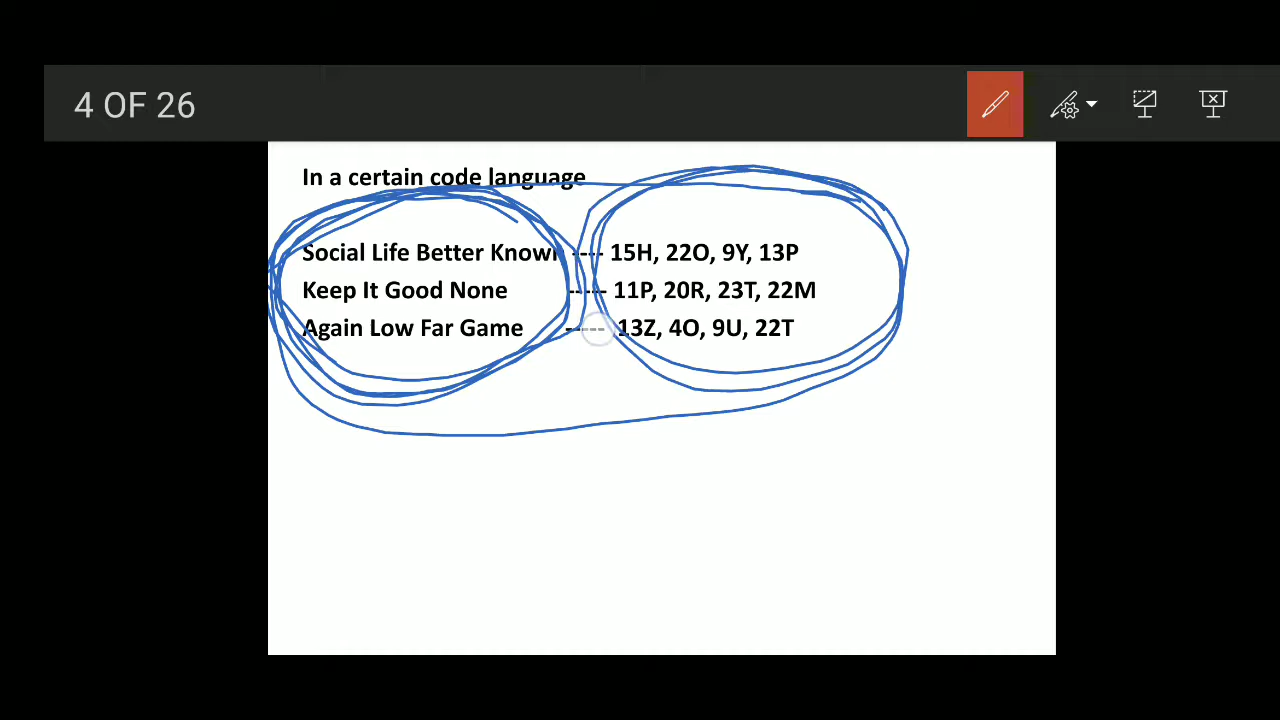 4 OF 26
In a certain code language
Social Life Better Known ---- 15H, 22O, 9Y, 13P
Keep It Good None ----- 11P, 20R, 23T, 22M
Again Low Far Game ----- 13Z, 4O, 9U, 22T